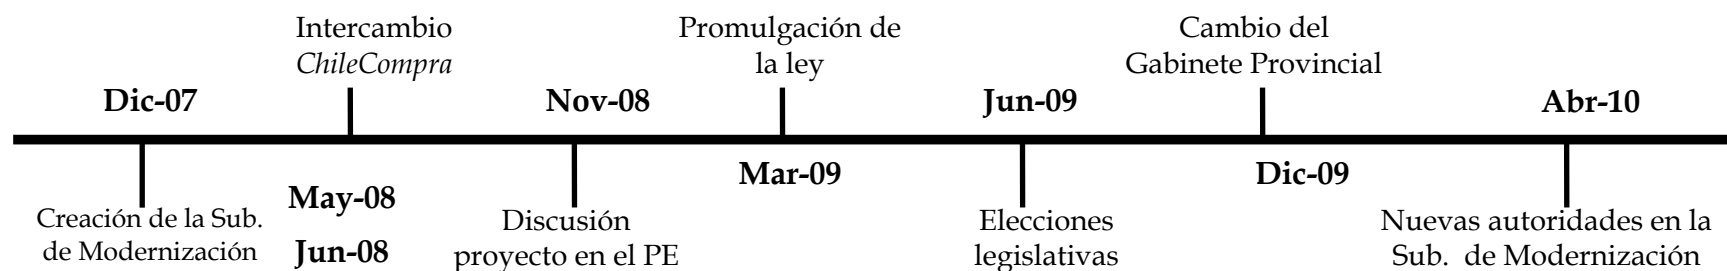 Dic-07
Creación de la Sub.
de Modernización
Intercambio
ChileCompra
May-08
Jun-08
Nov-08
Discusión
proyecto en el PE
Promulgación de
la ley
Mar-09
Jun-09
Elecciones
legislativas
Cambio del
Gabinete Provincial
Dic-09
Abr-10
Nuevas autoridades en la
Sub. de Modernización